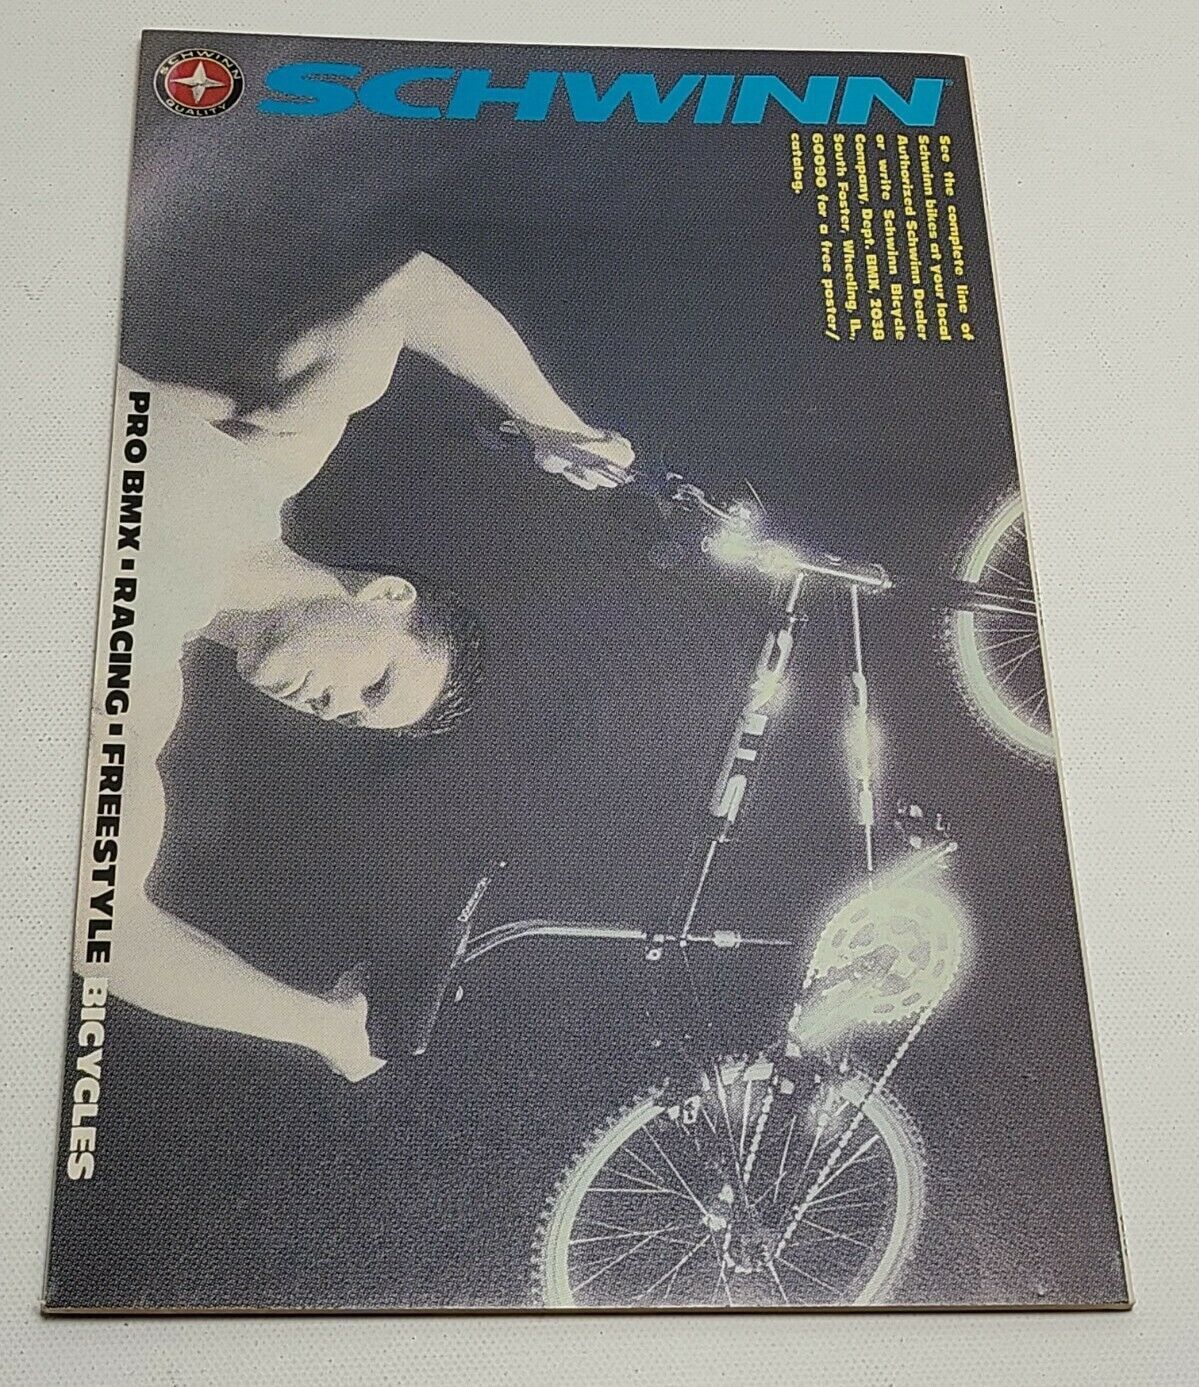 SCHWINN
QUALITY
SCHWINN
See the complete line of
Schwinn bikes at your local
Authorized Schwinn Dealer
or write Schwinn Bicycle
Company, Dept. BMX, 2038
South Foster, Wheeling, IL,
60090 for a free poster/
catalog.
STING
PRO BMX ▪ RACING ▪ FREESTYLE BICYCLES